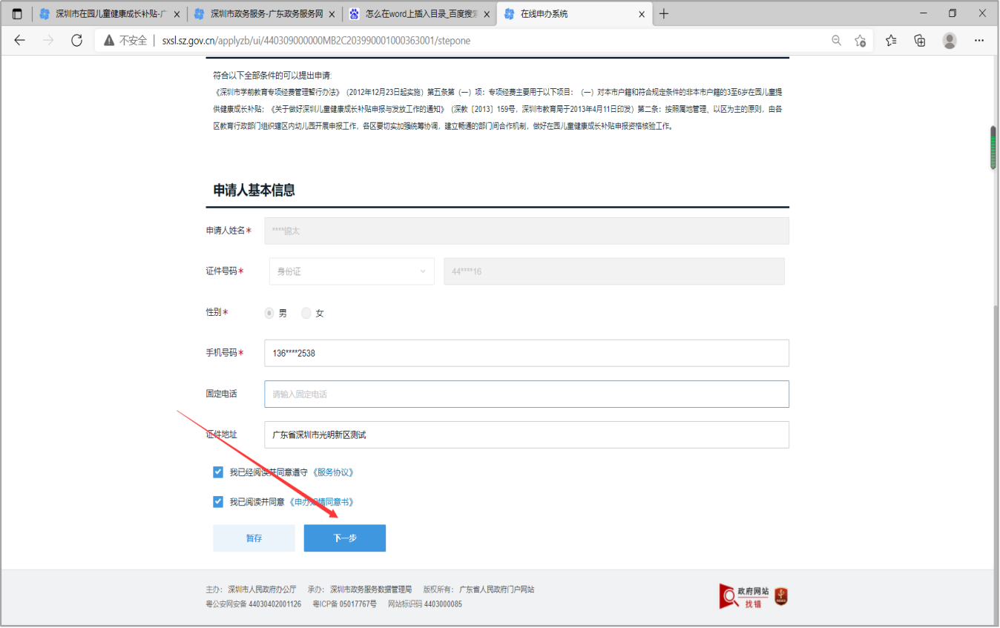 深圳市在园儿童健康成长补贴-广
深圳市政务服务-广东政务服务网
怎么在word上插入目录_百度搜索
在线申办系统
不安全 sxsl.sz.gov.cn/applyzb/ui/440309000000MB2C203990001000363001/stepone
符合以下全部条件的可以提出申请:
《深圳市学前教育专项经费管理暂行办法》（2012年12月23日起实施）第五条第（一）项：专项经费主要用于以下项目：（一）对本市户籍和符合规定条件的非本市户籍的3至6岁在园儿童提
供健康成长补贴；《关于做好深圳儿童健康成长补贴申报与发放工作的通知》（深教〔2013〕159号，深圳市教育局于2013年4月11日印发）第二条：按照属地管理、以区为主的原则，由各
区教育行政部门组织辖区内幼儿园开展申报工作，各区要切实加强统筹协调，建立畅通的部门间合作机制，做好在园儿童健康成长补贴申报资格核验工作。
申请人基本信息
申请人姓名* ****锦太
证件号码* 身份证 44****16
性别* 男 女
手机号码* 136****2538
固定电话 请输入固定电话
证件地址 广东省深圳市光明新区测试
我已经阅读并同意遵守《服务协议》
我已阅读并同意《申办知情同意书》
暂存 下一步
主办： 深圳市人民政府办公厅 承办： 深圳市政务服务数据管理局 版权所有： 广东省人民政府门户网站
粤公安网安备 44030402001126 粤ICP备 05017767号 网站标识码 4403000085
政府网站
找错